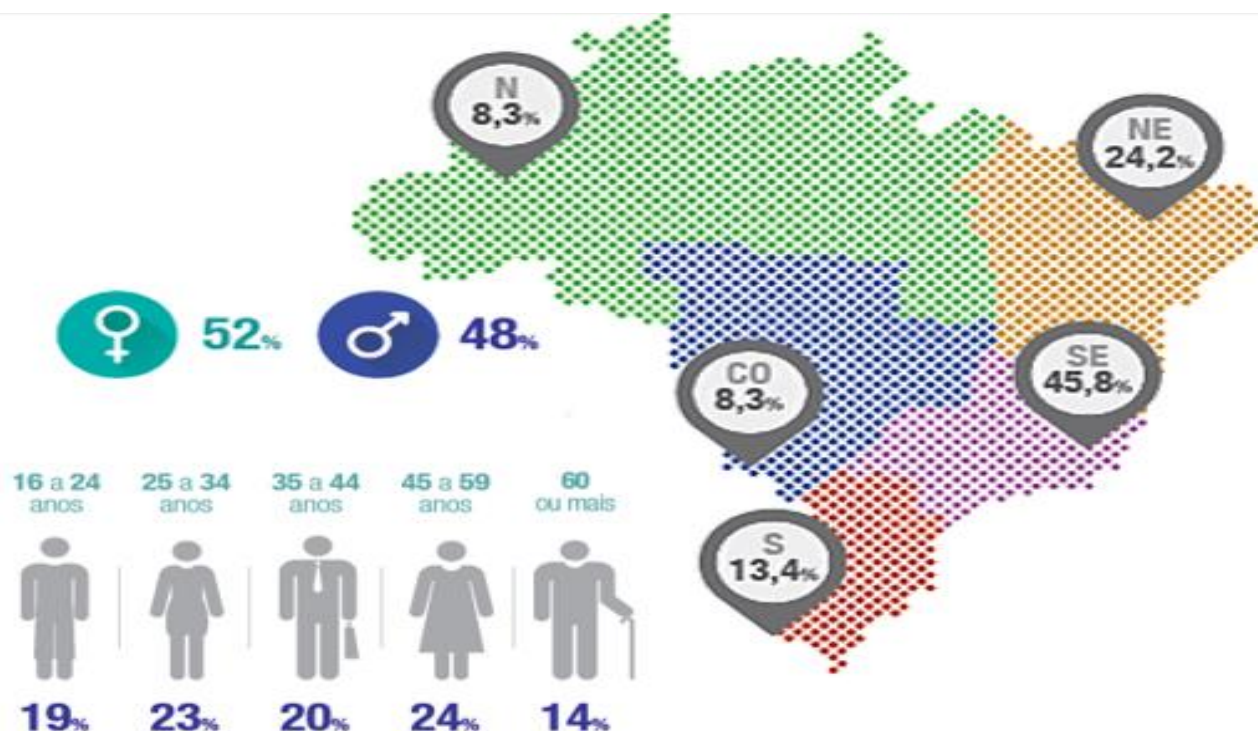 N
8,3%
NE
24,2%
52%
48%
CO
8,3%
SE
45,8%
16 a 24
anos
25 a 34
anos
35 a 44
anos
45 a 59
anos
60
ou mais
S
13,4%
19%
23%
20%
24%
14%